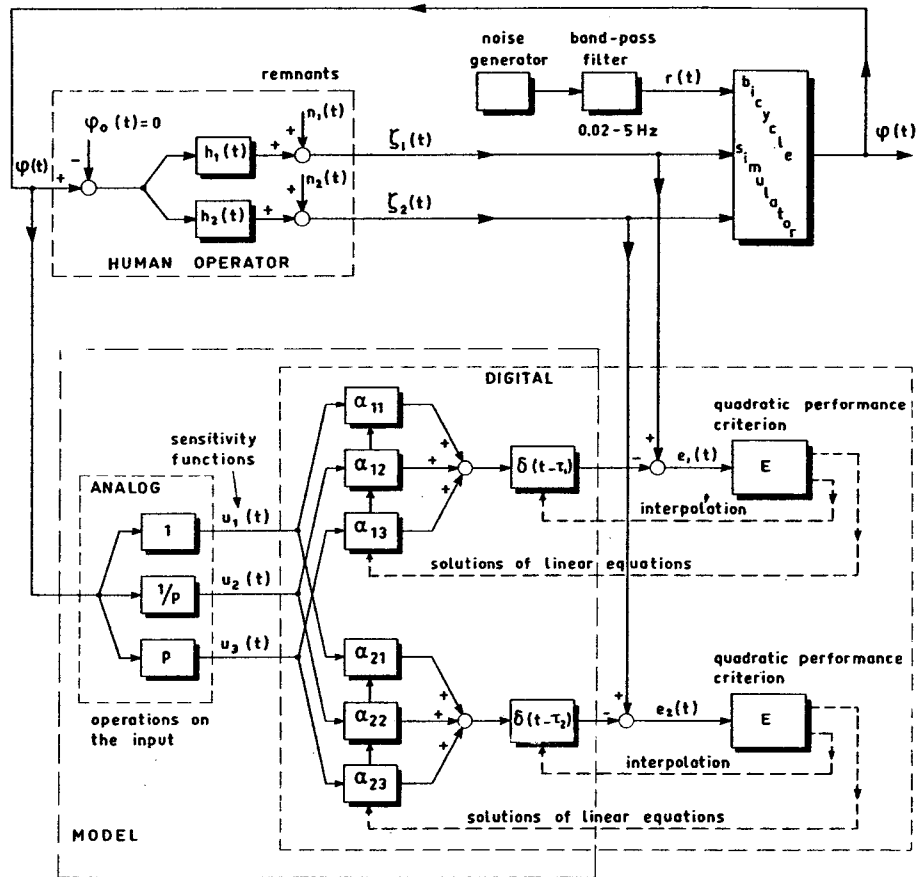 noise generator
band-pass filter
r(t)
0.02-5 Hz
bicycle simulator
φ(t)
remnants
φ₀(t)=0
n₁(t)
h₁(t)
ζ₁(t)
φ(t)
n₂(t)
h₂(t)
ζ₂(t)
- + + + + +
HUMAN OPERATOR
DIGITAL
sensitivity functions
ANALOG
1
u₁(t)
1/p
u₂(t)
p
u₃(t)
operations on the input
α₁₁
α₁₂
α₁₃
+ + +
δ(t-τ₁)
- +
e₁(t)
quadratic performance criterion
E
interpolation
solutions of linear equations
α₂₁
α₂₂
α₂₃
+ + +
δ(t-τ₂)
- +
e₂(t)
quadratic performance criterion
E
interpolation
solutions of linear equations
MODEL